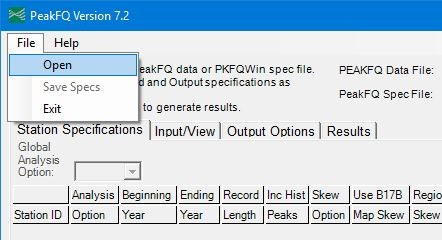 PeakFQ Version 7.2
File Help
Open
Save Specs
Exit
eakFQ data or PKFQWin spec file.
d and Output specifications as
to generate results.
PEAKFQ Data File:
PeakFQ Spec File:
Station Specifications Input/View Output Options Results
Global
Analysis
Option:
Analysis Beginning Ending Record Inc Hist Skew Use B17B Regio
Station ID Option Year Year Length Peaks Option Map Skew Skew